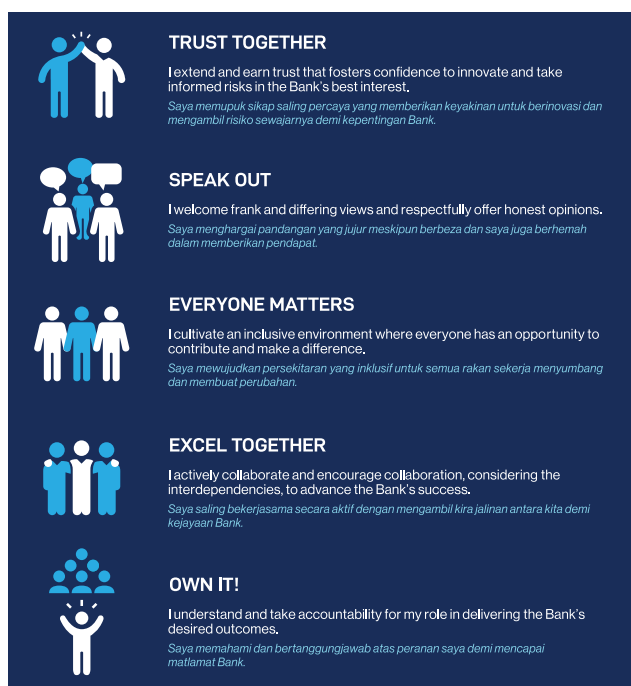 TRUST TOGETHER
I extend and earn trust that fosters confidence to innovate and take
informed risks in the Bank's best interest.
Saya memupuk sikap saling percaya yang memberikan keyakinan untuk berinovasi dan
mengambil risiko sewajarnya demi kepentingan Bank.
SPEAK OUT
I welcome frank and differing views and respectfully offer honest opinions.
Saya menghargai pandangan yang jujur meskipun berbeza dan saya juga berhemah
dalam memberikan pendapat.
EVERYONE MATTERS
I cultivate an inclusive environment where everyone has an opportunity to
contribute and make a difference.
Saya mewujudkan persekitaran yang inklusif untuk semua rakan sekerja menyumbang
dan membuat perubahan.
EXCEL TOGETHER
I actively collaborate and encourage collaboration, considering the
interdependencies, to advance the Bank's success.
Saya saling bekerjasama secara aktif dengan mengambil kira jalinan antara kita demi
kejayaan Bank.
OWN IT!
I understand and take accountability for my role in delivering the Bank's
desired outcomes.
Saya memahami dan bertanggungjawab atas peranan saya demi mencapai
matlamat Bank.